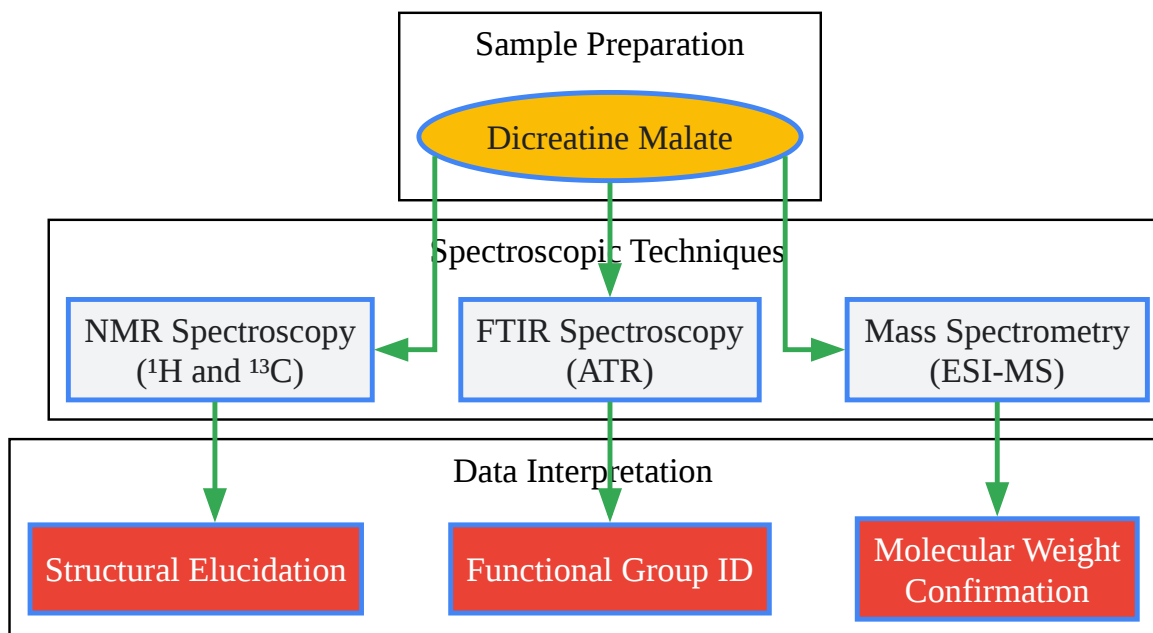 Sample Preparation
Dicreatine Malate
Spectroscopic Techniques
NMR Spectroscopy
(¹H and ¹³C)
FTIR Spectroscopy
(ATR)
Mass Spectrometry
(ESI-MS)
Data Interpretation
Structural Elucidation
Functional Group ID
Molecular Weight
Confirmation